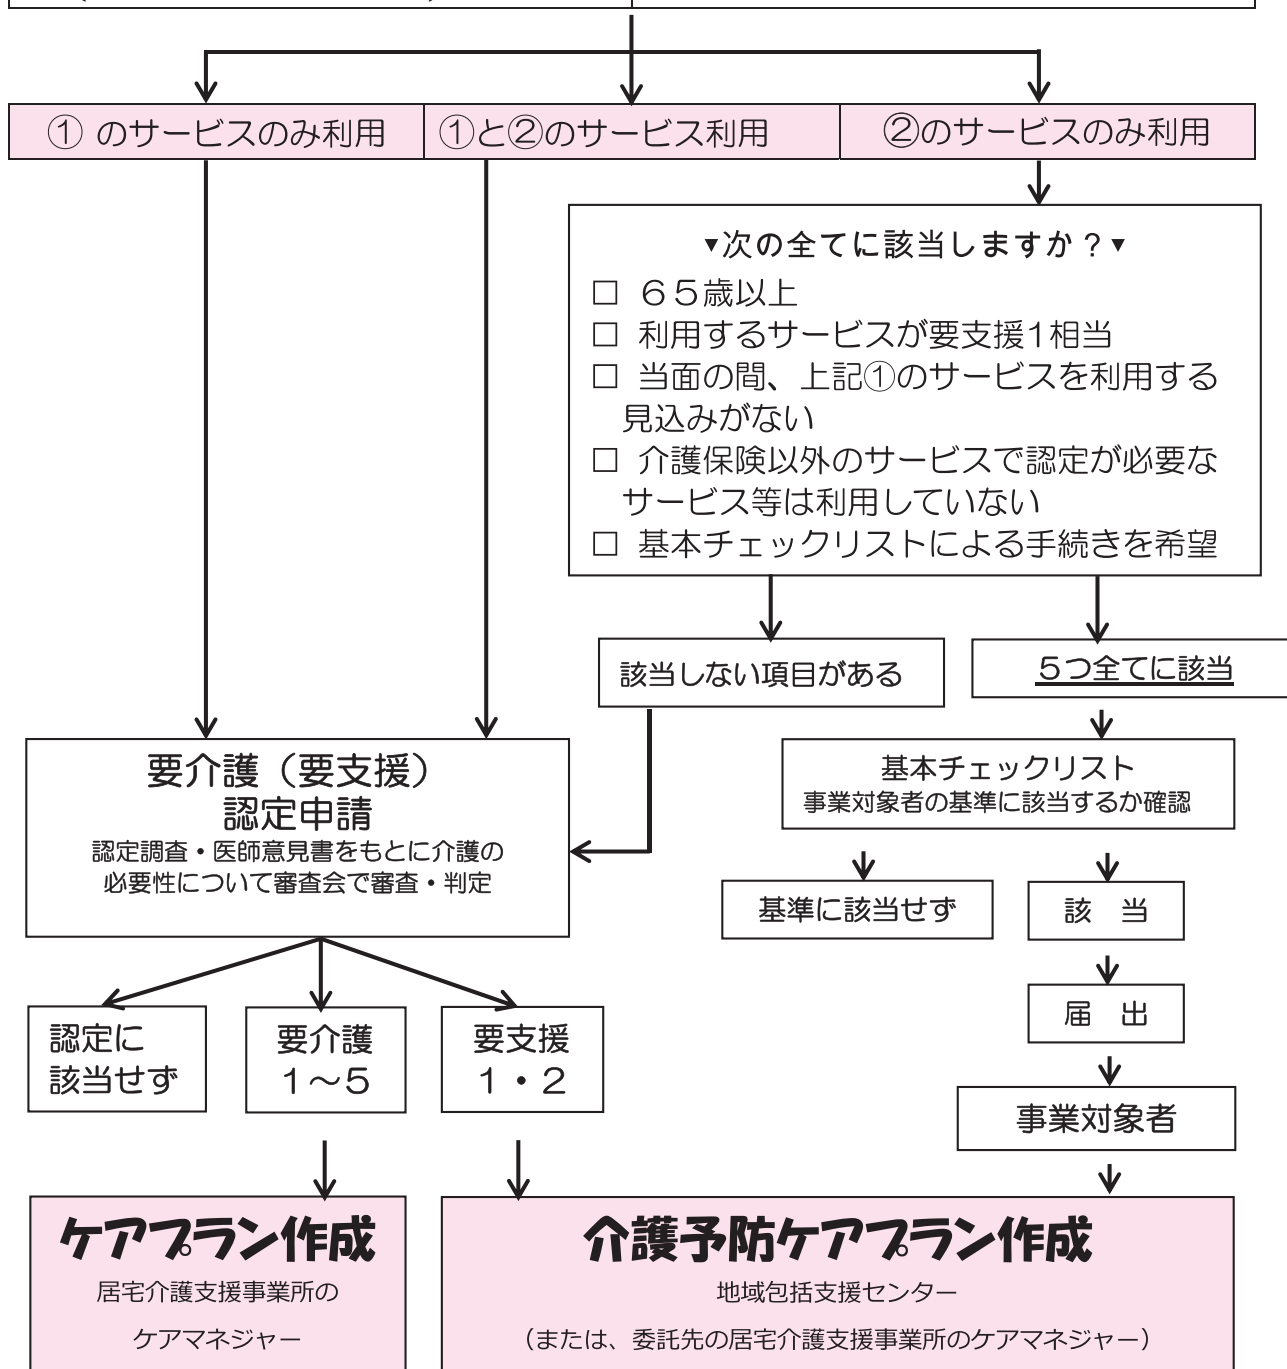 ① のサービスのみ利用
①と②のサービス利用
②のサービスのみ利用
▼次の全てに該当しますか？▼
□ ６５歳以上
□ 利用するサービスが要支援1相当
□ 当面の間、上記①のサービスを利用する
見込みがない
□ 介護保険以外のサービスで認定が必要な
サービス等は利用していない
□ 基本チェックリストによる手続きを希望
該当しない項目がある
５つ全てに該当
要介護（要支援）
認定申請
認定調査・医師意見書をもとに介護の
必要性について審査会で審査・判定
基本チェックリスト
事業対象者の基準に該当するか確認
基準に該当せず
該　当
届　出
認定に
該当せず
要介護
１～５
要支援
１・２
事業対象者
ケアプラン作成
居宅介護支援事業所の
ケアマネジャー
介護予防ケアプラン作成
地域包括支援センター
（または、委託先の居宅介護支援事業所のケアマネジャー）